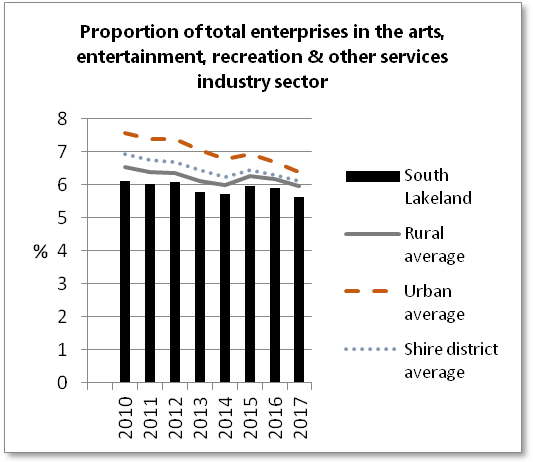 Proportion of total enterprises in the arts,
entertainment, recreation & other services
industry sector
8
7
6
5
4
3
2
1
0
%
2010
2011
2012
2013
2014
2015
2016
2017
South
Lakeland
Rural
average
Urban
average
Shire district
average